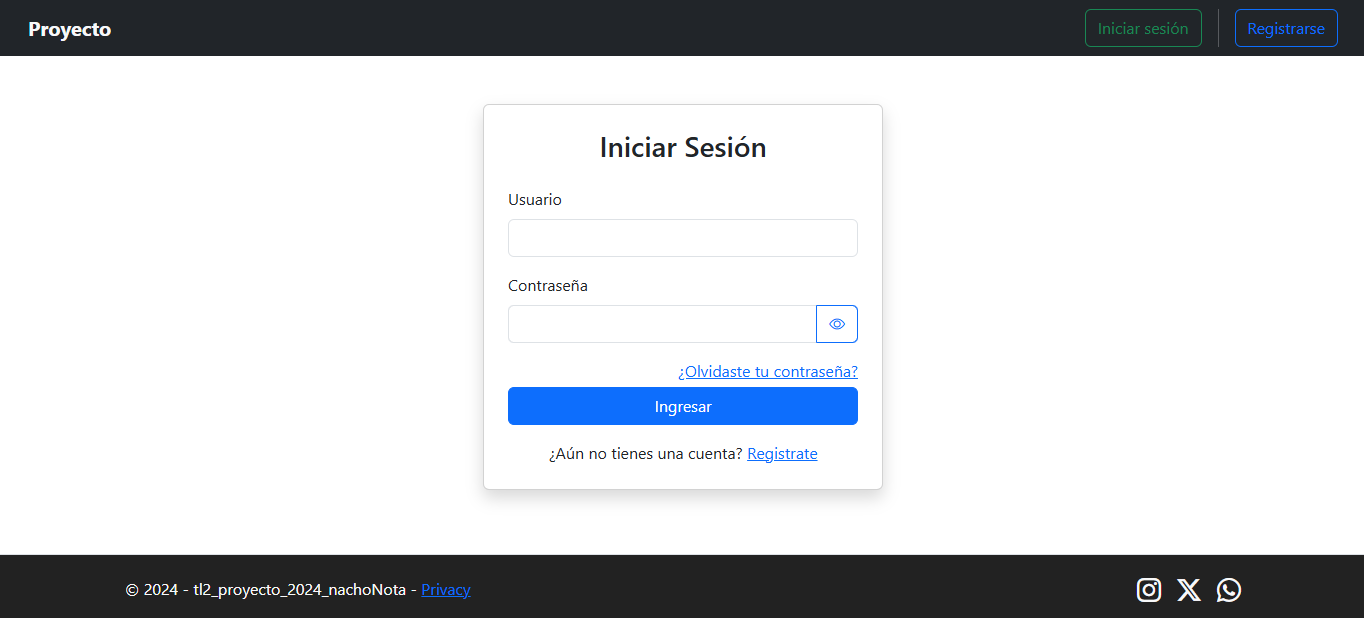 Proyecto
Iniciar sesión
Registrarse
Iniciar Sesión
Usuario
Contraseña
¿Olvidaste tu contraseña?
Ingresar
¿Aún no tienes una cuenta? Registrate
© 2024 - tl2_proyecto_2024_nachoNota - Privacy